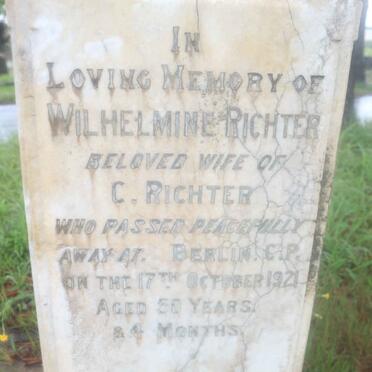 IN
LOVING MEMORY OF
WILHELMINE RICHTER
BELOVED WIFE OF
C. RICHTER
WHO PASSED PEACEFULLY
AWAY AT BERLIN. C.P.
ON THE 17TH OCTOBER 1921
AGED YEARS.
& 4 MONTHS.